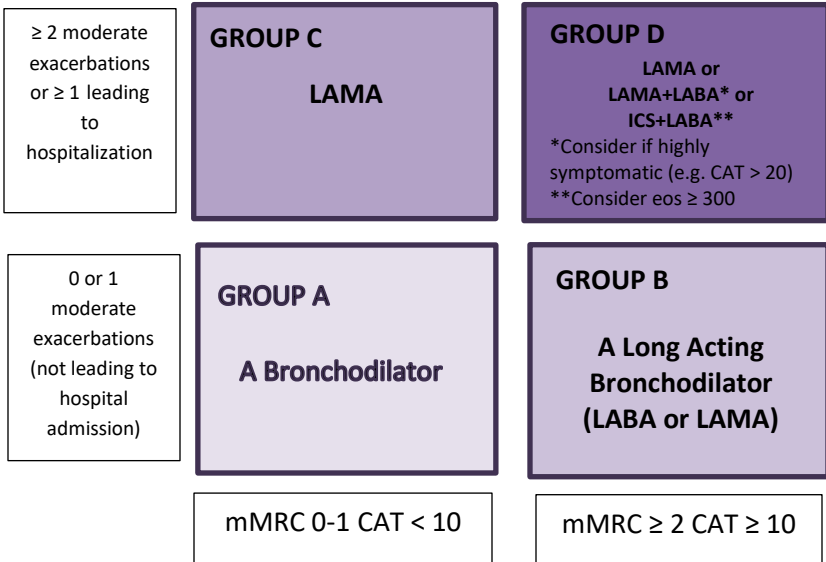 ≥ 2 moderate
exacerbations
or ≥ 1 leading
to
hospitalization
GROUP C
LAMA
GROUP D
LAMA or
LAMA+LABA* or
ICS+LABA**
*Consider if highly
symptomatic (e.g. CAT > 20)
**Consider eos ≥ 300
0 or 1
moderate
exacerbations
(not leading to
hospital
admission)
GROUP A
A Bronchodilator
GROUP B
A Long Acting
Bronchodilator
(LABA or LAMA)
mMRC 0-1 CAT < 10
mMRC ≥ 2 CAT ≥ 10